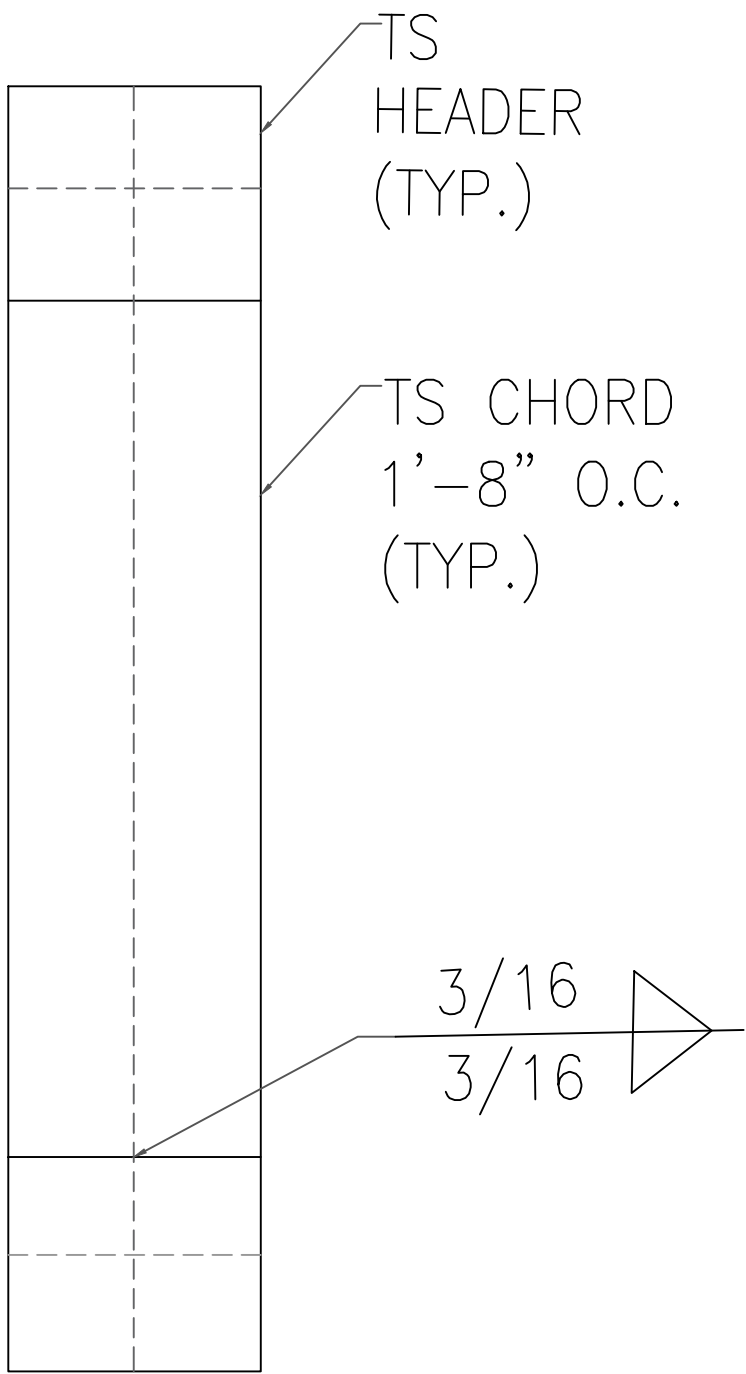 TS
HEADER
(TYP.)
TS CHORD
1'-8" O.C.
(TYP.)
3/16
3/16